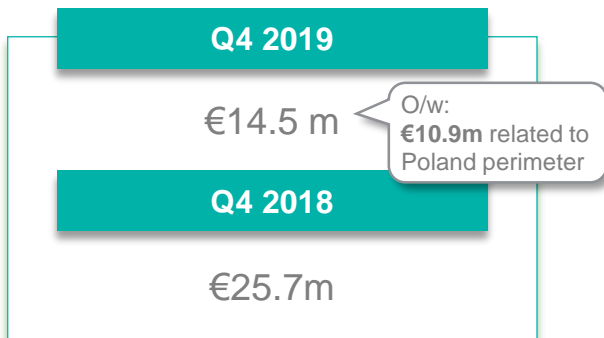 Q4 2019
€14.5 m
O/w:
€10.9m related to
Poland perimeter
Q4 2018
€25.7m